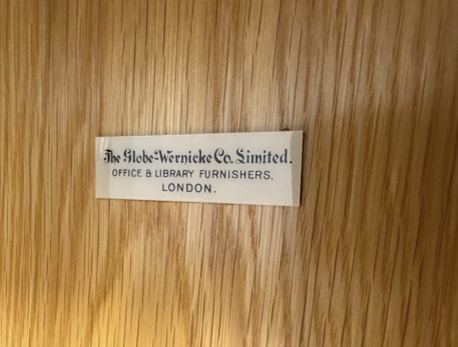 The Globe-Wernicke Co. Limited.
OFFICE & LIBRARY FURNISHERS.
LONDON.